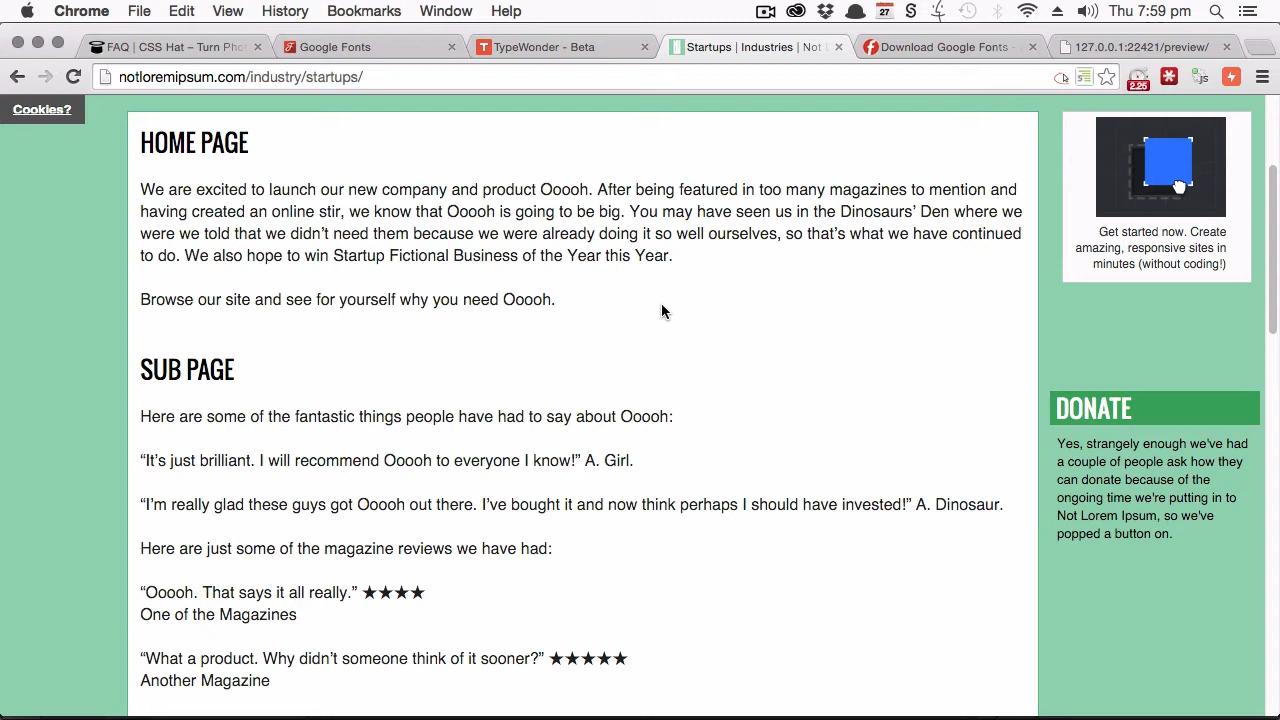 Chrome File Edit View History Bookmarks Window Help 27 Thu 7:59 pm
FAQ | CSS Hat – Turn Phot
Google Fonts
TypeWonder - Beta
Startups | Industries | Not L
Download Google Fonts -
127.0.0.1:22421/preview/
notloremipsum.com/industry/startups/
2.25
Cookies?
HOME PAGE
We are excited to launch our new company and product Ooooh. After being featured in too many magazines to mention and
having created an online stir, we know that Ooooh is going to be big. You may have seen us in the Dinosaurs’ Den where we
were we told that we didn’t need them because we were already doing it so well ourselves, so that’s what we have continued
to do. We also hope to win Startup Fictional Business of the Year this Year.
Browse our site and see for yourself why you need Ooooh.
SUB PAGE
Here are some of the fantastic things people have had to say about Ooooh:
“It’s just brilliant. I will recommend Ooooh to everyone I know!” A. Girl.
“I’m really glad these guys got Ooooh out there. I’ve bought it and now think perhaps I should have invested!” A. Dinosaur.
Here are just some of the magazine reviews we have had:
“Ooooh. That says it all really.” ★★★★
One of the Magazines
“What a product. Why didn’t someone think of it sooner?” ★★★★★
Another Magazine
Get started now. Create
amazing, responsive sites in
minutes (without coding!)
DONATE
Yes, strangely enough we've had
a couple of people ask how they
can donate because of the
ongoing time we're putting in to
Not Lorem Ipsum, so we've
popped a button on.